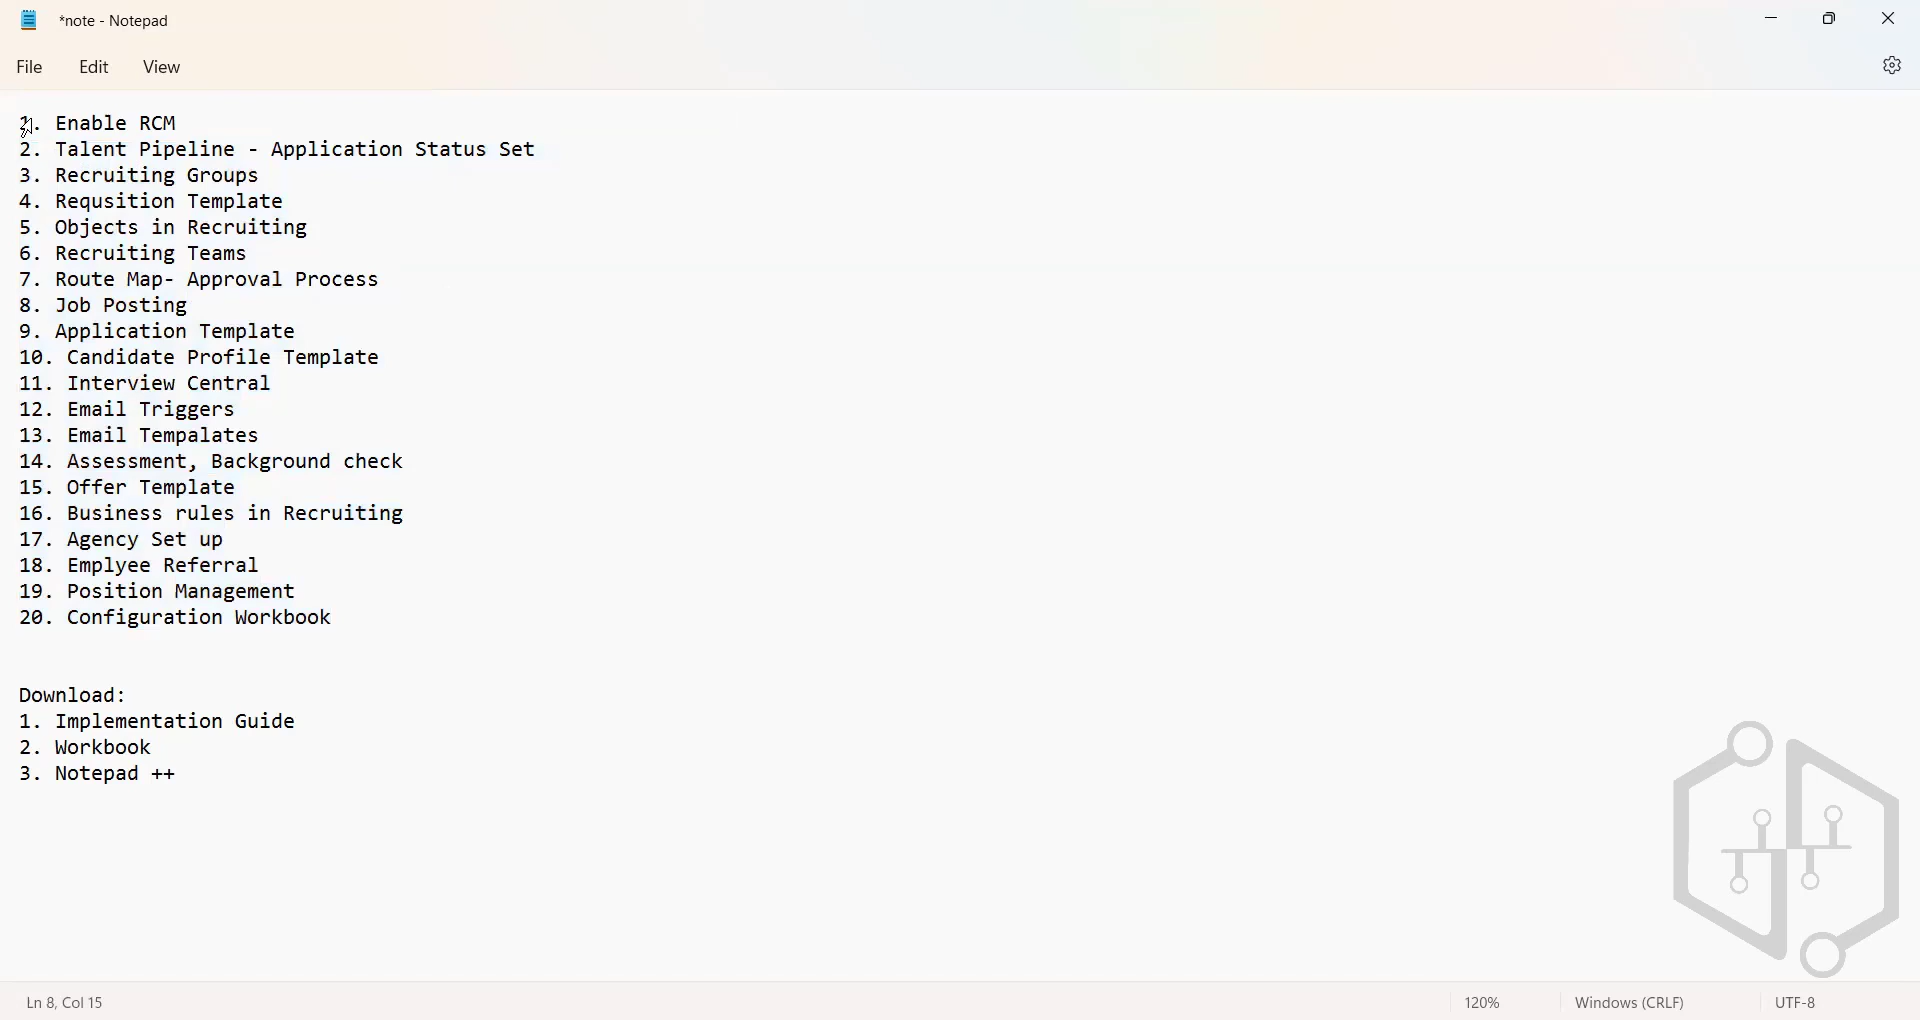 *note - Notepad
File Edit View
1. Enable RCM
2. Talent Pipeline - Application Status Set
3. Recruiting Groups
4. Requsition Template
5. Objects in Recruiting
6. Recruiting Teams
7. Route Map- Approval Process
8. Job Posting
9. Application Template
10. Candidate Profile Template
11. Interview Central
12. Email Triggers
13. Email Tempalates
14. Assessment, Background check
15. Offer Template
16. Business rules in Recruiting
17. Agency Set up
18. Emplyee Referral
19. Position Management
20. Configuration Workbook
Download:
1. Implementation Guide
2. Workbook
3. Notepad ++
Ln 8, Col 15 120% Windows (CRLF) UTF-8